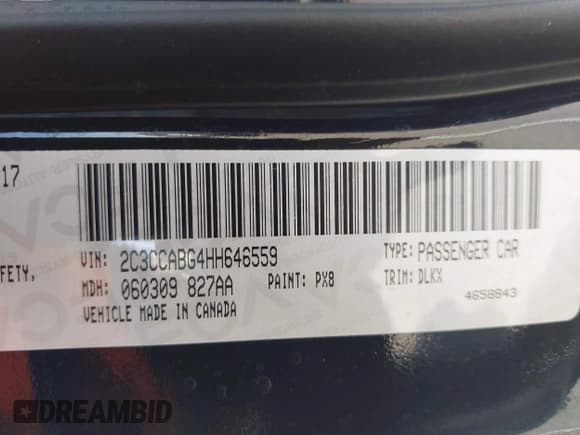 17
VIN: 2C3CCABG4HH646559
TYPE: PASSENGER CAR
FETY,
MDH: 060309 827AA
PAINT: PX8
TRIM: DLKX
VEHICLE MADE IN CANADA
4658843
DREAMBID